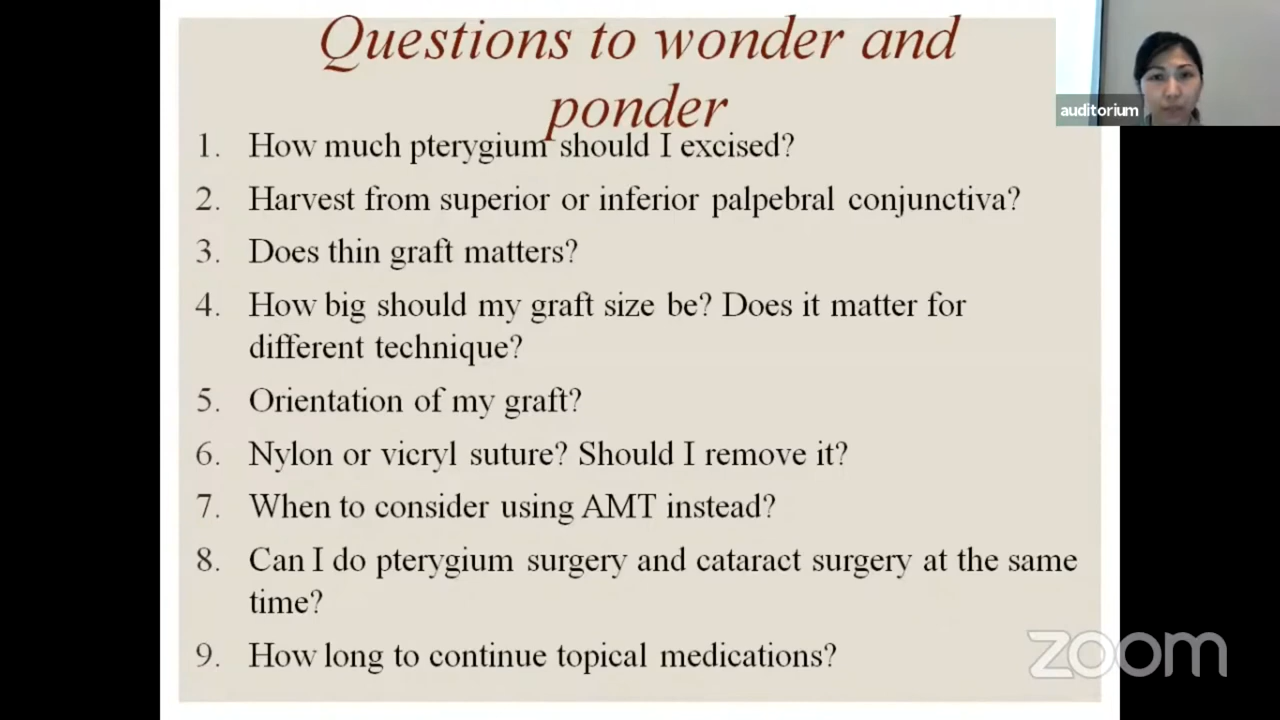 Questions to wonder and
ponder
auditorium
1. How much pterygium should I excised?
2. Harvest from superior or inferior palpebral conjunctiva?
3. Does thin graft matters?
4. How big should my graft size be? Does it matter for
different technique?
5. Orientation of my graft?
6. Nylon or vicryl suture? Should I remove it?
7. When to consider using AMT instead?
8. Can I do pterygium surgery and cataract surgery at the same
time?
9. How long to continue topical medications?
zoom